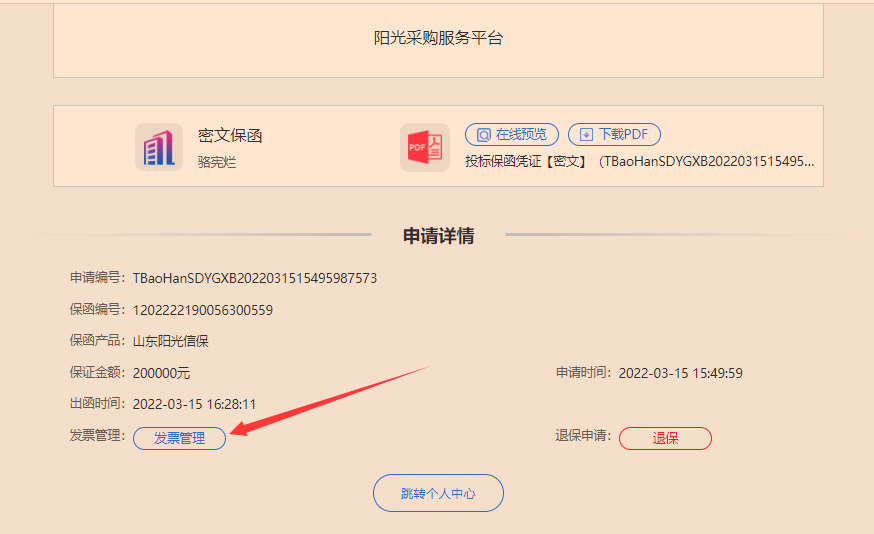 阳光采购服务平台
密文保函
骆宪烂
PDF
在线预览 下载PDF
投标保函凭证【密文】（TBaoHanSDYGXB2022031515495...
申请详情
申请编号： TBaoHanSDYGXB2022031515495987573
保函编号： 1202222190056300559
保函产品： 山东阳光信保
保证金额： 200000元 申请时间： 2022-03-15 15:49:59
出函时间： 2022-03-15 16:28:11
发票管理： 发票管理 退保申请： 退保
跳转个人中心